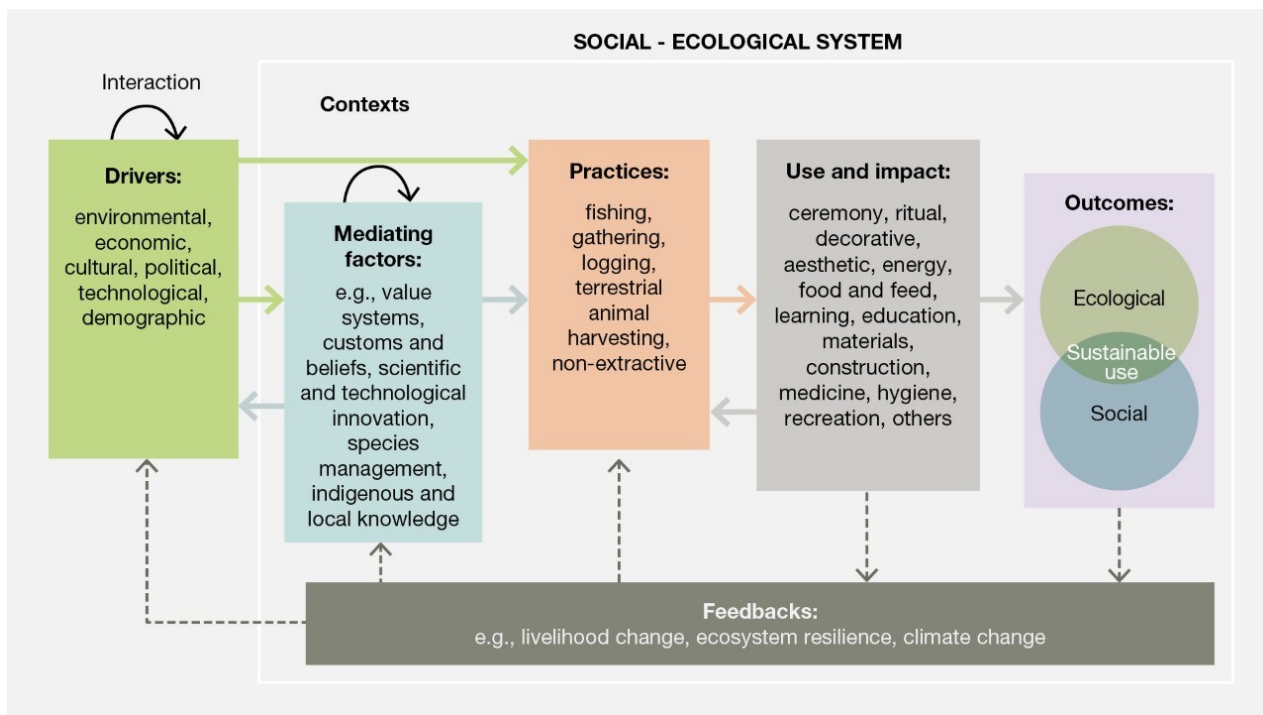 SOCIAL - ECOLOGICAL SYSTEM
Interaction
Contexts
Drivers:
environmental,
economic,
cultural, political,
technological,
demographic
Mediating
factors:
e.g., value
systems,
customs and
beliefs, scientific
and technological
innovation,
species
management,
indigenous and
local knowledge
Practices:
fishing,
gathering,
logging,
terrestrial
animal
harvesting,
non-extractive
Use and impact:
ceremony, ritual,
decorative,
aesthetic, energy,
food and feed,
learning, education,
materials,
construction,
medicine, hygiene,
recreation, others
Outcomes:
Ecological
Sustainable
use
Social
Feedbacks:
e.g., livelihood change, ecosystem resilience, climate change